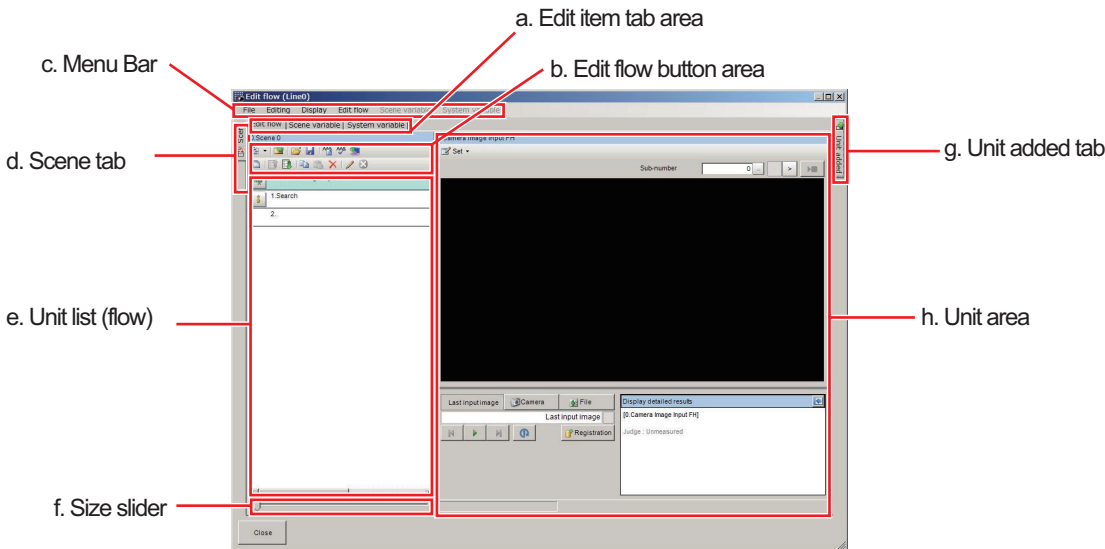 a. Edit item tab area
b. Edit flow button area
c. Menu Bar
Edit flow (Line0)
File Editing Display Edit flow Scene variable System variable
Edit flow | Scene variable | System variable |
d. Scene tab
0.Scene 0
Camera Image Input FH
Set
Sub-number 0 ... >
Unit added
g. Unit added tab
1.Search
2.
e. Unit list (flow)
h. Unit area
Last input image Camera File
Last input image
Registration
Display detailed results
[0.Camera Image Input FH]
Judge : Unmeasured
f. Size slider
Close